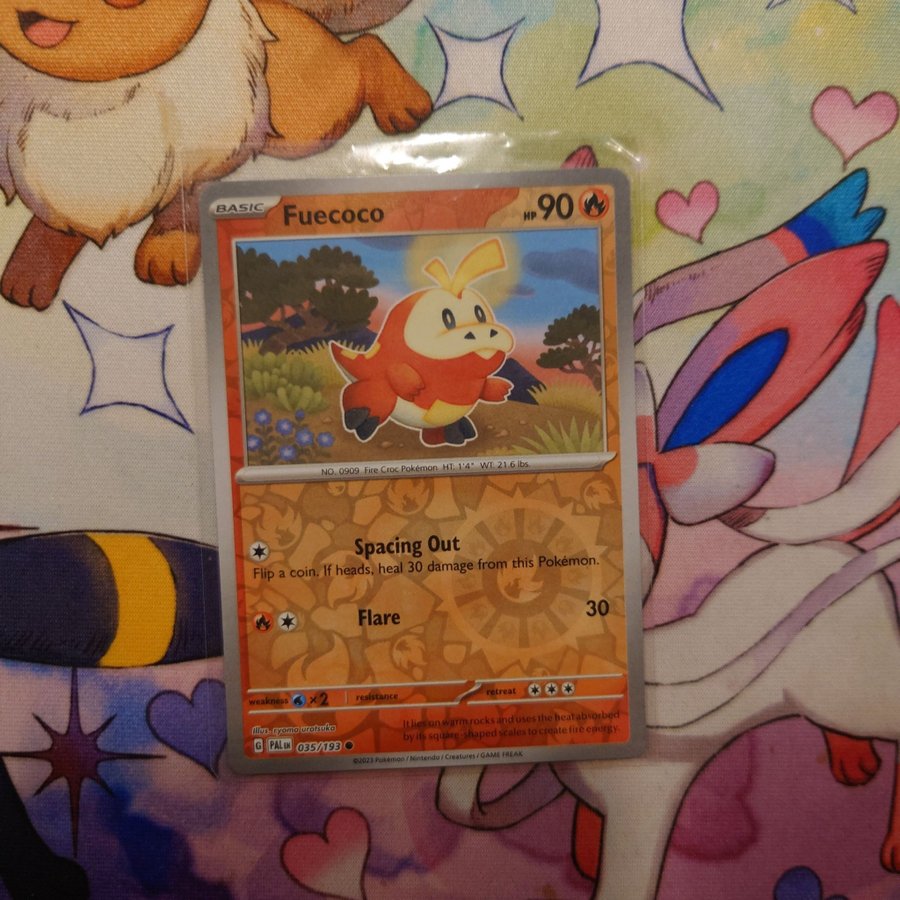 BASIC Fuecoco HP 90
NO. 0909 Fire Croc Pokémon HT: 1'4" WT: 21.6 lbs.
Spacing Out
Flip a coin. If heads, heal 30 damage from this Pokémon.
Flare 30
weakness ×2 resistance retreat
Illus. ryoma uratsuka
It lies on warm rocks and uses the heat absorbed
by its square-shaped scales to create fire energy.
G PAL EN 035/193
©2023 Pokémon / Nintendo / Creatures / GAME FREAK